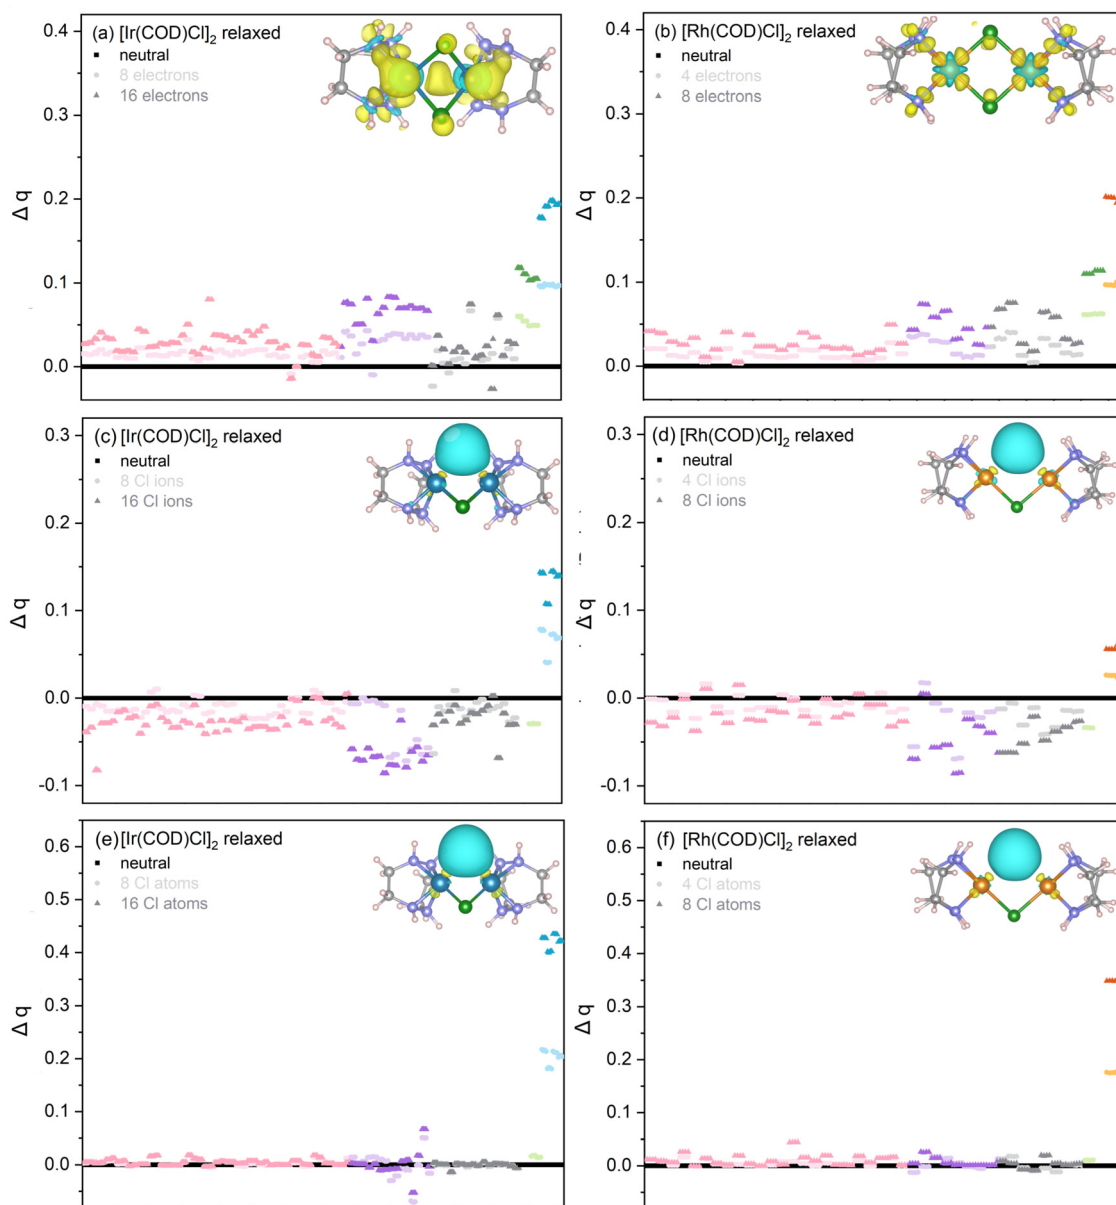 (a) [Ir(COD)Cl]2 relaxed
neutral
8 electrons
16 electrons
0.4
0.3
0.2
0.1
0.0
Δ q
(b) [Rh(COD)Cl]2 relaxed
neutral
4 electrons
8 electrons
0.4
0.3
0.2
0.1
0.0
Δ q
(c) [Ir(COD)Cl]2 relaxed
neutral
8 Cl ions
16 Cl ions
0.3
0.2
0.1
0.0
-0.1
Δ q
(d) [Rh(COD)Cl]2 relaxed
neutral
4 Cl ions
8 Cl ions
0.3
0.2
0.1
0.0
-0.1
Δ q
(e) [Ir(COD)Cl]2 relaxed
neutral
8 Cl atoms
16 Cl atoms
0.6
0.5
0.4
0.3
0.2
0.1
0.0
Δ q
(f) [Rh(COD)Cl]2 relaxed
neutral
4 Cl atoms
8 Cl atoms
0.6
0.5
0.4
0.3
0.2
0.1
0.0
Δ q